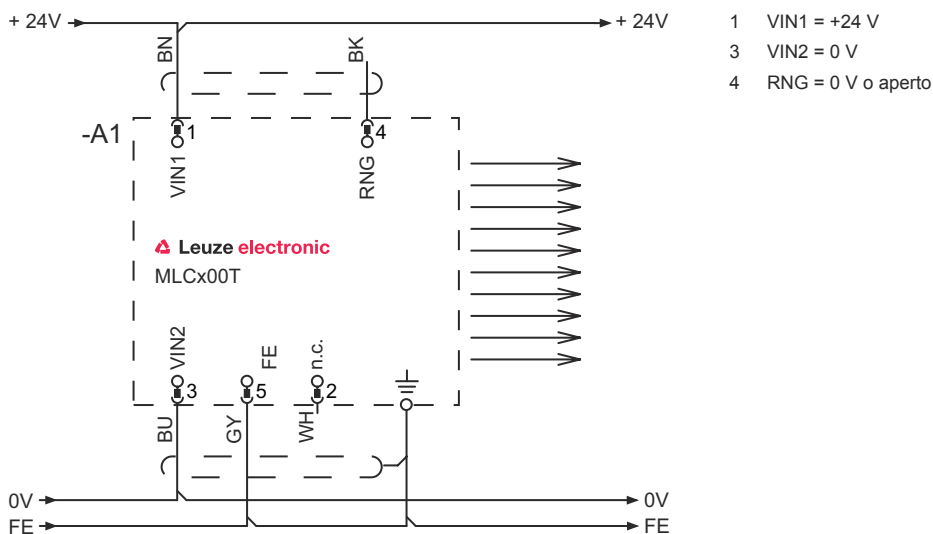 + 24V
+ 24V
1 VIN1 = +24 V
3 VIN2 = 0 V
4 RNG = 0 V o aperto
BN
BK
-A1
1
4
VIN1
RNG
Leuze electronic
MLCx00T
VIN2
FE
n.c.
3
5
2
BU
GY
WH
0V
0V
FE
FE